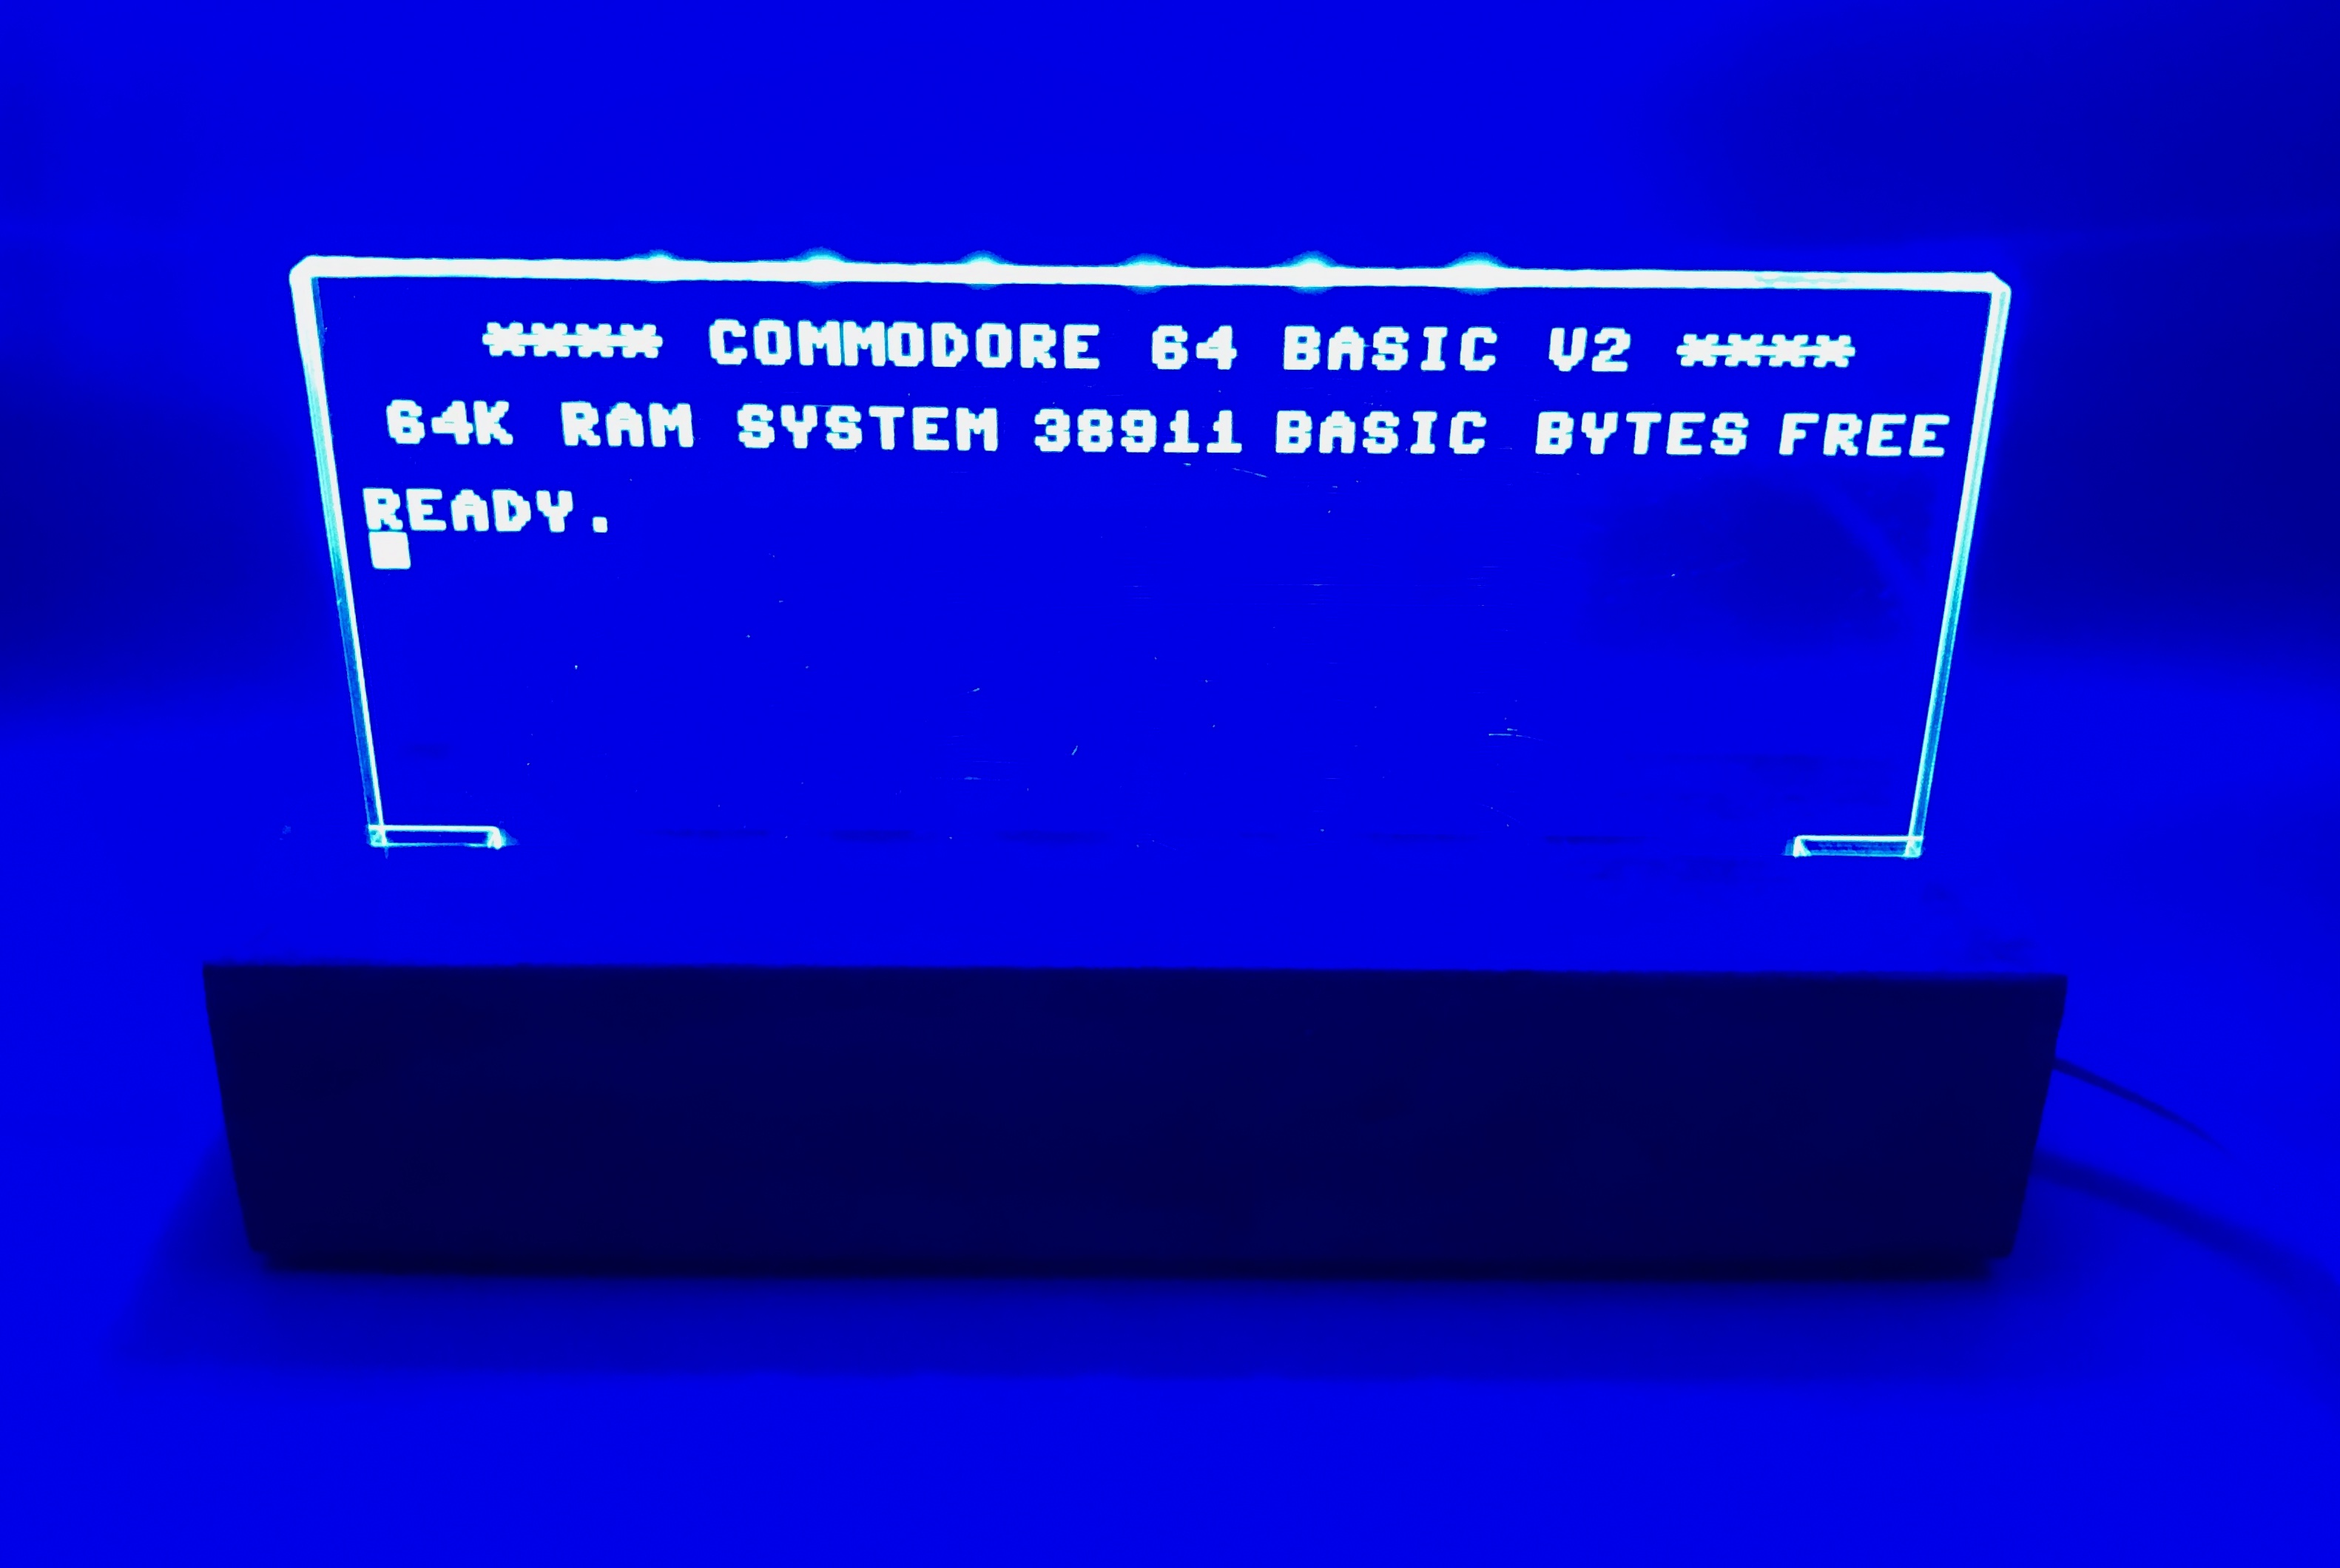 **** COMMODORE 64 BASIC V2 ****
64K RAM SYSTEM 38911 BASIC BYTES FREE
READY.